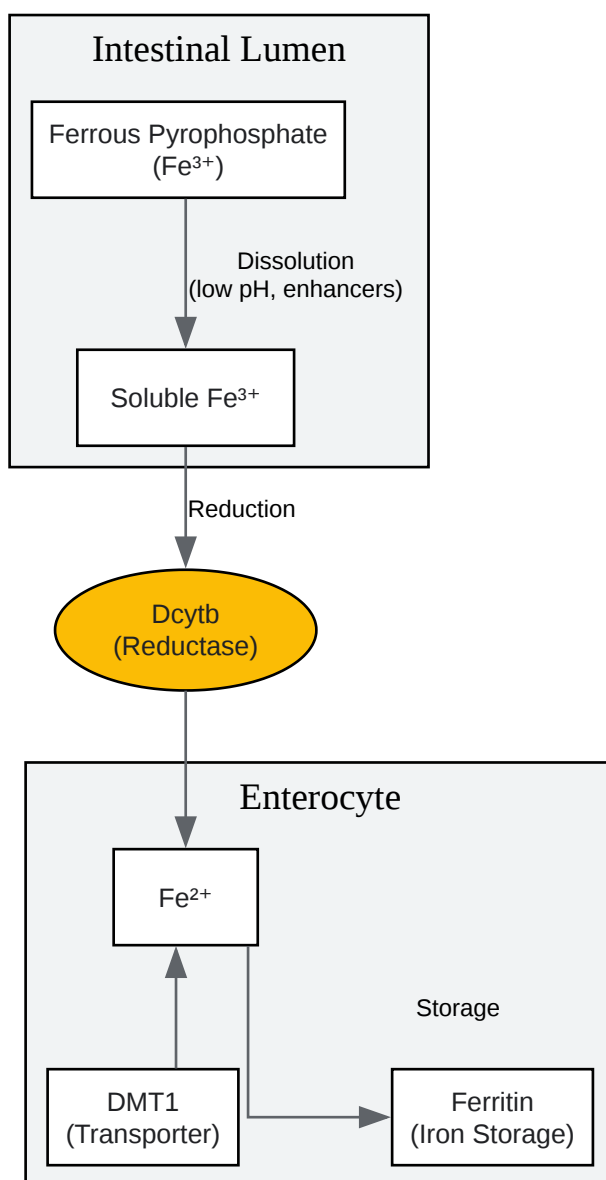 Intestinal Lumen
Ferrous Pyrophosphate
(Fe³⁺)
Dissolution
(low pH, enhancers)
Soluble Fe³⁺
Reduction
Dcytb
(Reductase)
Enterocyte
Fe²⁺
Storage
DMT1
(Transporter)
Ferritin
(Iron Storage)